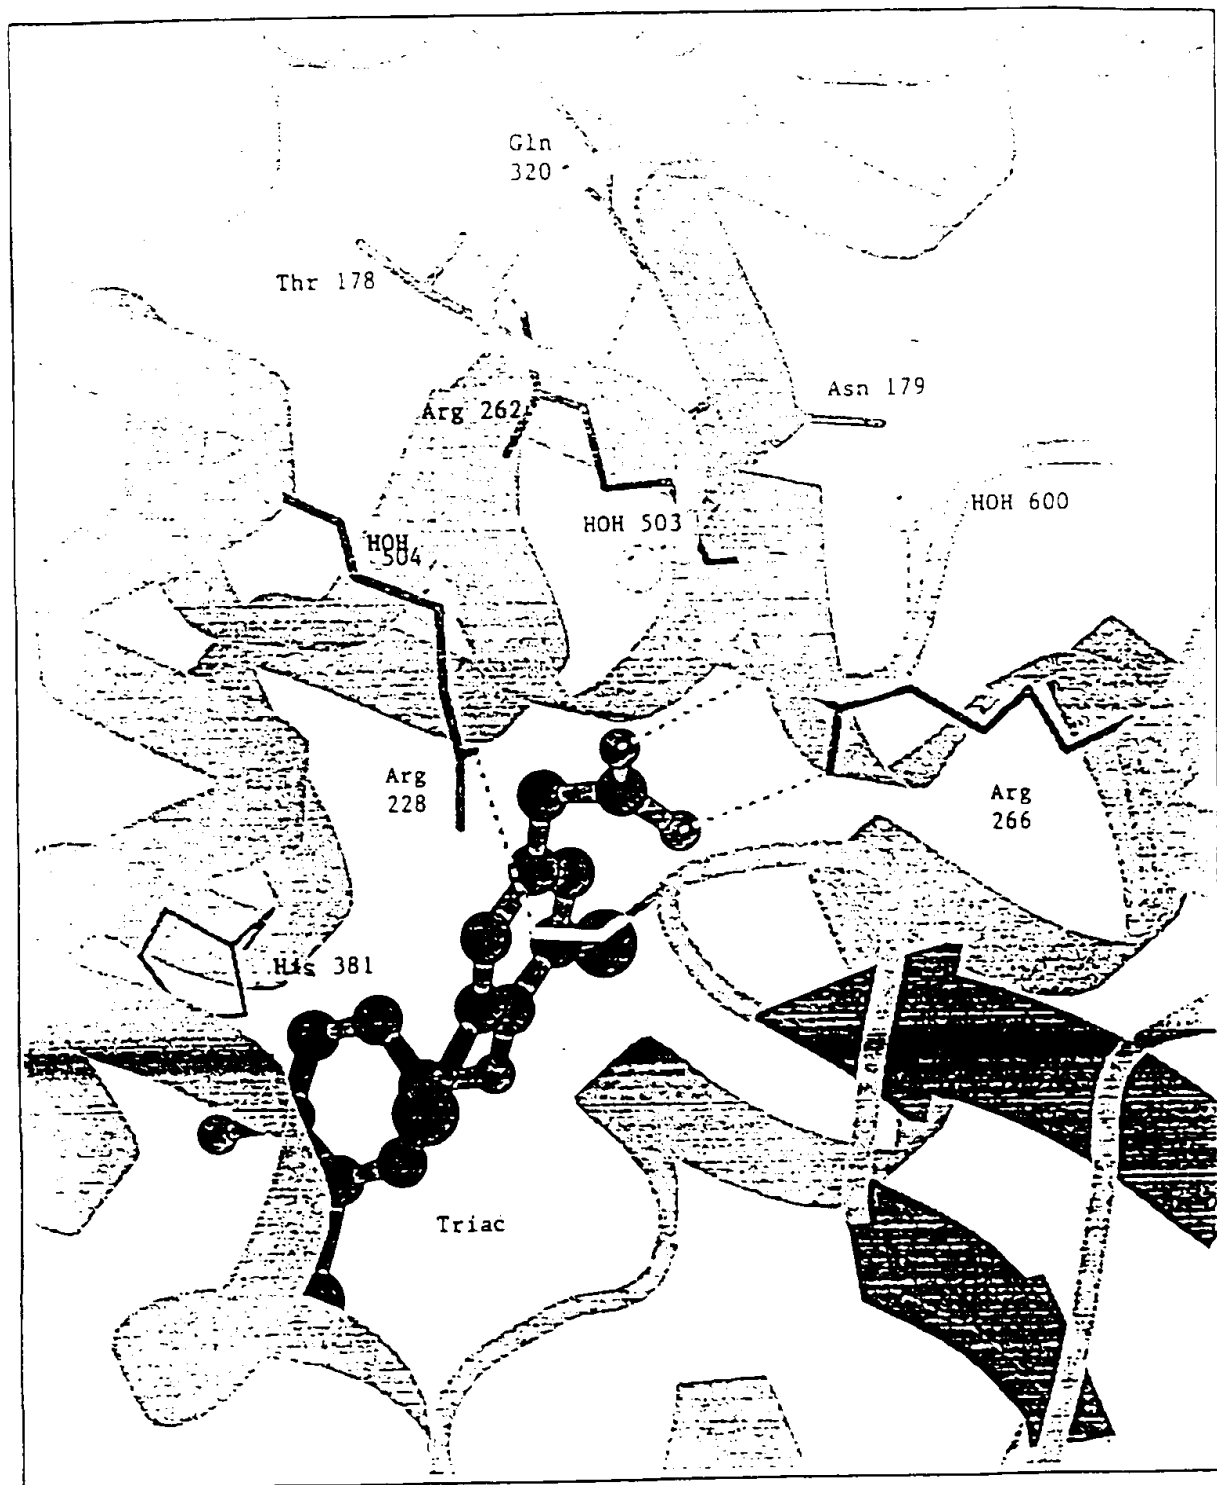 Gln
320
Thr 178
Asn 179
Arg 262
HOH 600
HOH 503
HOH
504
Arg
228
Arg
266
His 381
Triac